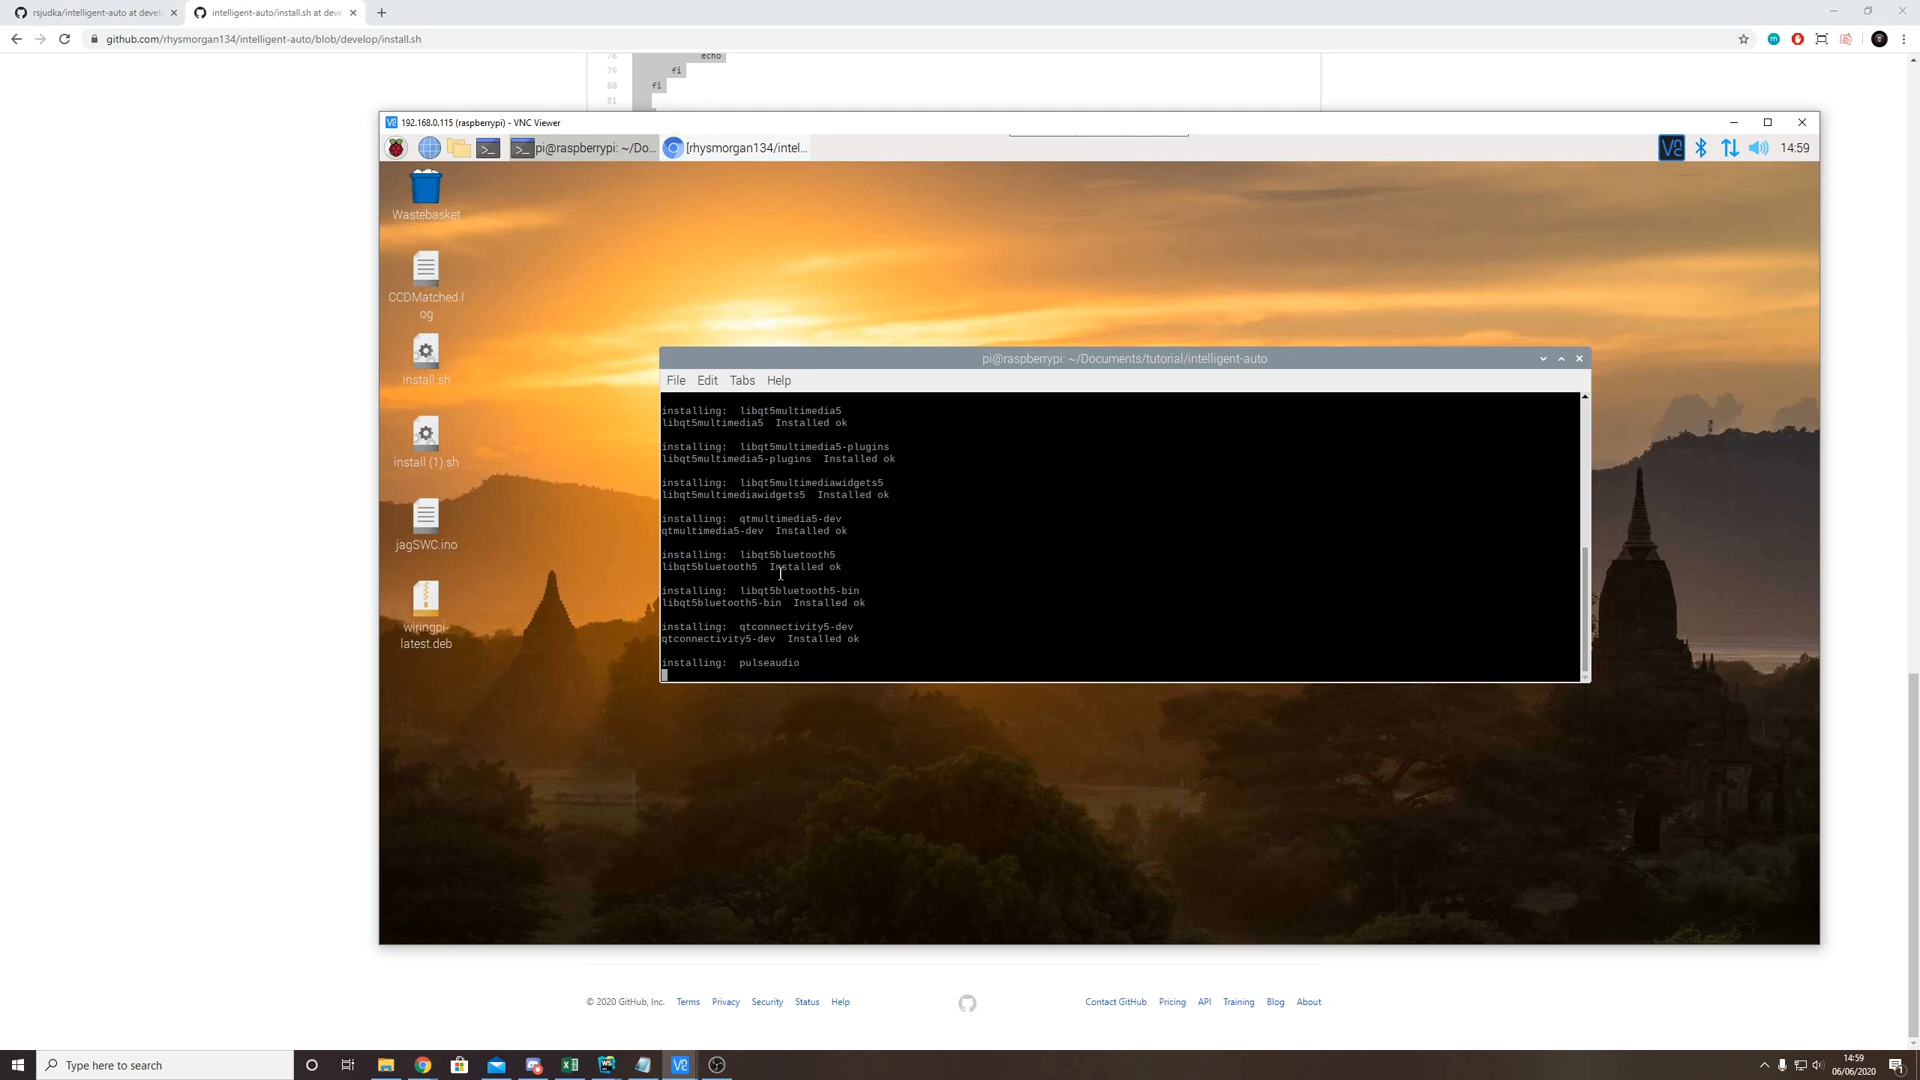 rsjudka/intelligent-auto at devel
intelligent-auto/install.sh at deve
github.com/rhysmorgan134/intelligent-auto/blob/develop/install.sh
78 echo
79 fi
80 fi
81
192.168.0.115 (raspberrypi) - VNC Viewer
pi@raspberrypi: ~/Do...
[rhysmorgan134/intel...
14:59
Wastebasket
CCDMatched.l
og
install.sh
install (1).sh
jagSWC.ino
wiringpi-
latest.deb
pi@raspberrypi: ~/Documents/tutorial/intelligent-auto
File Edit Tabs Help
installing:  libqt5multimedia5
libqt5multimedia5  Installed ok
installing:  libqt5multimedia5-plugins
libqt5multimedia5-plugins  Installed ok
installing:  libqt5multimediawidgets5
libqt5multimediawidgets5  Installed ok
installing:  qtmultimedia5-dev
qtmultimedia5-dev  Installed ok
installing:  libqt5bluetooth5
libqt5bluetooth5  Installed ok
installing:  libqt5bluetooth5-bin
libqt5bluetooth5-bin  Installed ok
installing:  qtconnectivity5-dev
qtconnectivity5-dev  Installed ok
installing:  pulseaudio
© 2020 GitHub, Inc. Terms Privacy Security Status Help
Contact GitHub Pricing API Training Blog About
Type here to search
14:59
06/06/2020